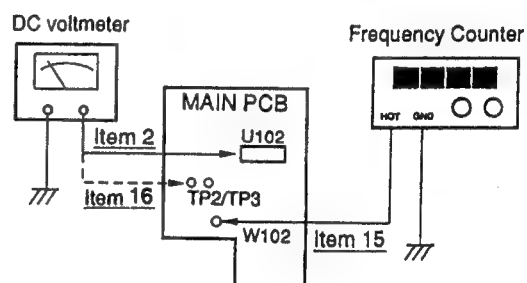 DC voltmeter
Frequency Counter
MAIN PCB
HOT GND
Item 2
U102
Item 16
TP2/TP3
W102
Item 15